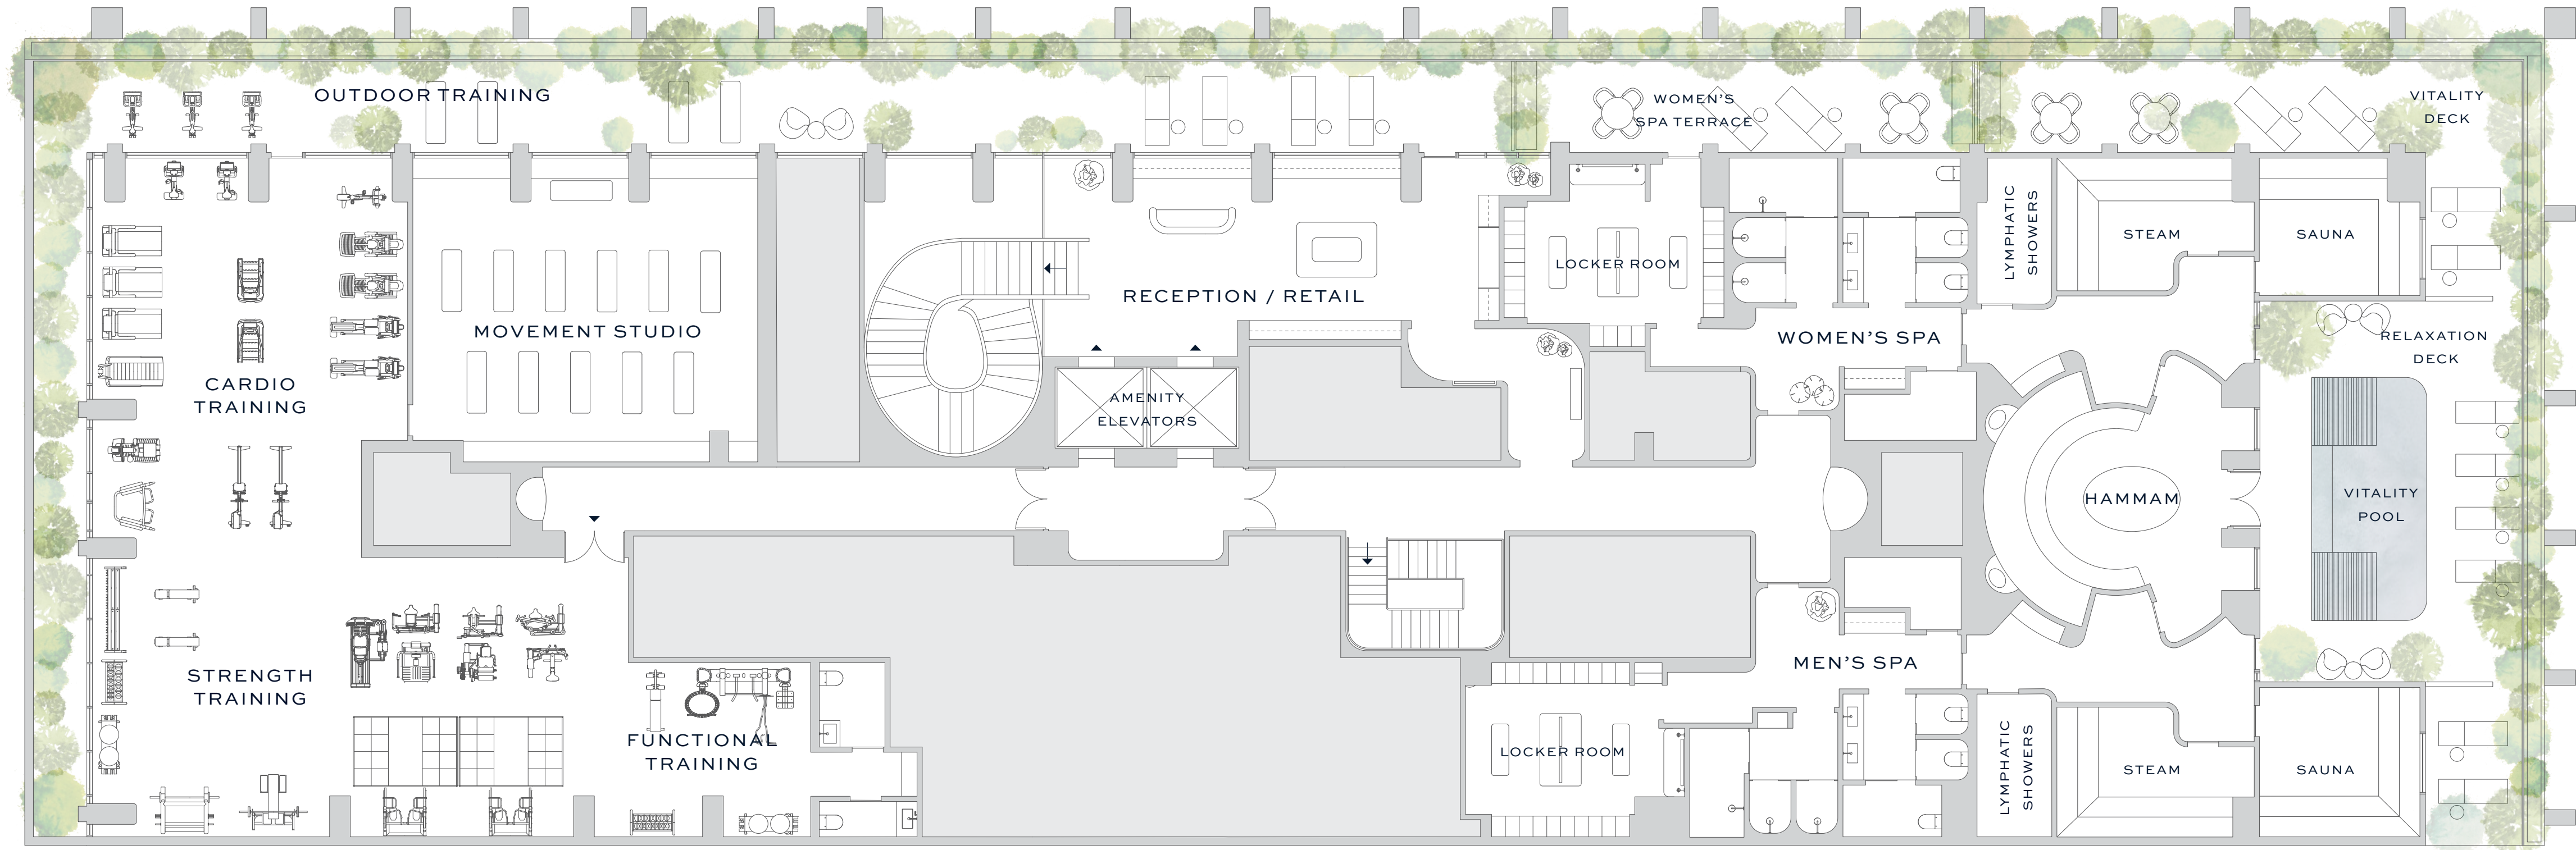 OUTDOOR TRAINING
WOMEN'S
SPA TERRACE
VITALITY
DECK
LYMPHATIC
SHOWERS
STEAM
SAUNA
LOCKER ROOM
RECEPTION / RETAIL
MOVEMENT STUDIO
WOMEN'S SPA
RELAXATION
DECK
CARDIO
TRAINING
AMENITY
ELEVATORS
HAMMAM
VITALITY
POOL
STRENGTH
TRAINING
MEN'S SPA
FUNCTIONAL
TRAINING
LOCKER ROOM
LYMPHATIC
SHOWERS
STEAM
SAUNA